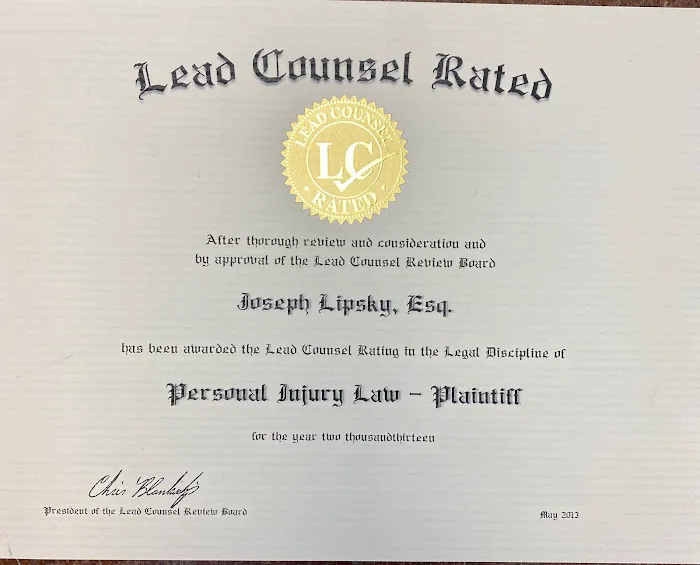 Lead Counsel Rated
LEAD COUNSEL
LC
RATED
After thorough review and consideration and
by approval of the Lead Counsel Review Board
Joseph Lipsky, Esq.
has been awarded the Lead Counsel Rating in the Legal Discipline of
Personal Injury Law – Plaintiff
for the year two thousandthirteen
Chris
President of the Lead Counsel Review Board
May 2013